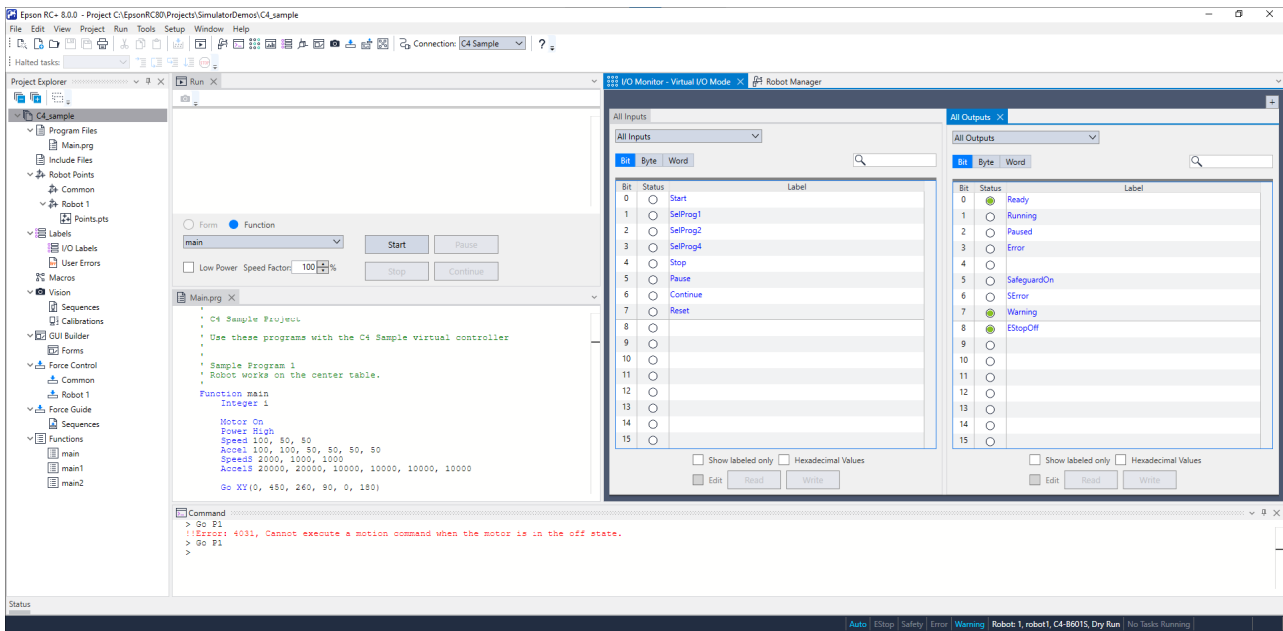 Epson RC+ 8.0.0 - Project C:\EpsonRC80\Projects\SimulatorDemos\C4_sample
File Edit View Project Run Tools Setup Window Help
Connection: C4 Sample
?
Halted tasks:
Project Explorer
C4_sample
Program Files
Main.prg
Include Files
Robot Points
Common
Robot 1
Points.pts
Labels
I/O Labels
User Errors
Macros
Vision
Sequences
Calibrations
GUI Builder
Forms
Force Control
Common
Robot 1
Force Guide
Sequences
Functions
main
main1
main2
Run
Form Function
main
Start Pause
Low Power Speed Factor: 100 %
Stop Continue
Main.prg
' C4 Sample Project
'
' Use these programs with the C4 Sample virtual controller
'
'
' Sample Program 1
' Robot works on the center table.
'
Function main
Integer i
Motor On
Power High
Speed 100, 50, 50
Accel 100, 100, 50, 50, 50, 50
SpeedS 2000, 1000, 1000
AccelS 20000, 20000, 10000, 10000, 10000, 10000
Go XY(0, 450, 260, 90, 0, 180)
I/O Monitor - Virtual I/O Mode
Robot Manager
All Inputs
All Inputs
Bit Byte Word
Bit Status Label
0 Start
1 SelProg1
2 SelProg2
3 SelProg4
4 Stop
5 Pause
6 Continue
7 Reset
8
9
10
11
12
13
14
15
Show labeled only Hexadecimal Values
Edit Read Write
All Outputs
All Outputs
Bit Byte Word
Bit Status Label
0 Ready
1 Running
2 Paused
3 Error
4
5 SafeguardOn
6 SError
7 Warning
8 EStopOff
9
10
11
12
13
14
15
Show labeled only Hexadecimal Values
Edit Read Write
Command
> Go P1
!!Error: 4031, Cannot execute a motion command when the motor is in the off state.
> Go P1
>
Status
Auto EStop Safety Error Warning Robot: 1, robot1, C4-B601S, Dry Run No Tasks Running